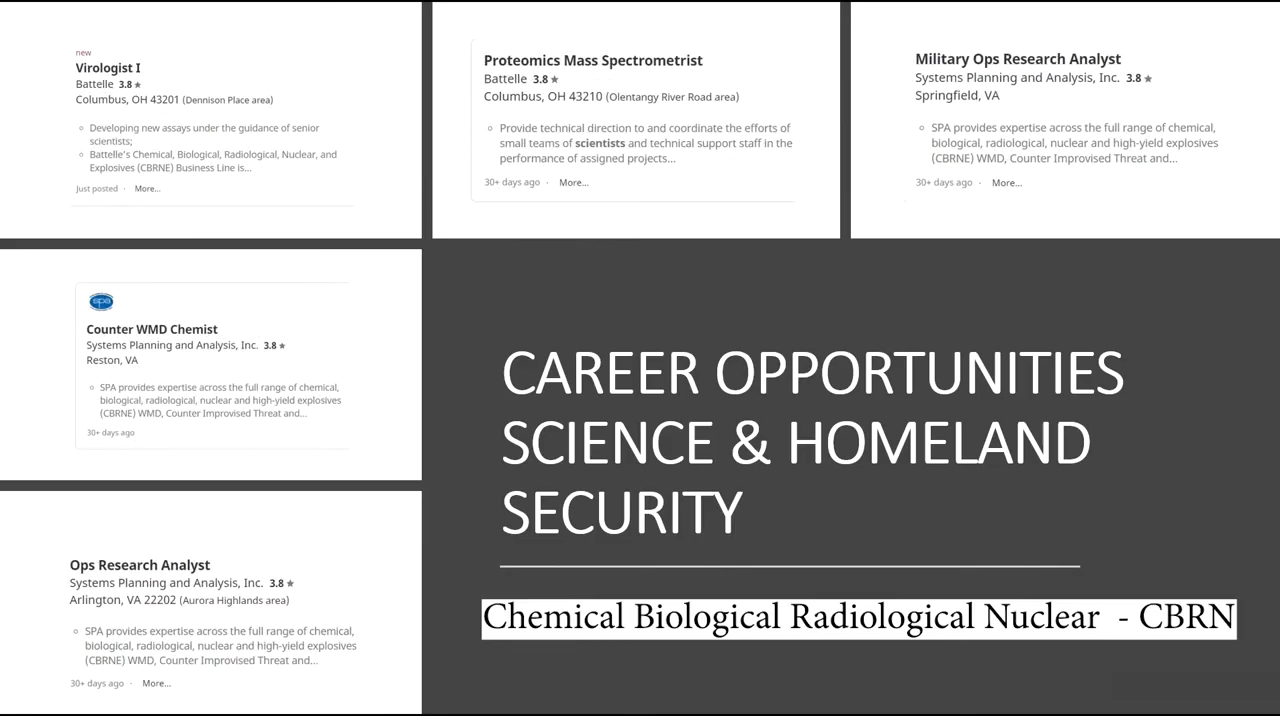 new
Virologist I
Battelle 3.8 ★
Columbus, OH 43201 (Dennison Place area)
Developing new assays under the guidance of senior
scientists;
Battelle's Chemical, Biological, Radiological, Nuclear, and
Explosives (CBRNE) Business Line is...
Just posted · More...
Proteomics Mass Spectrometrist
Battelle 3.8 ★
Columbus, OH 43210 (Olentangy River Road area)
Provide technical direction to and coordinate the efforts of
small teams of scientists and technical support staff in the
performance of assigned projects...
30+ days ago · More...
Military Ops Research Analyst
Systems Planning and Analysis, Inc. 3.8 ★
Springfield, VA
SPA provides expertise across the full range of chemical,
biological, radiological, nuclear and high-yield explosives
(CBRNE) WMD, Counter Improvised Threat and...
30+ days ago · More...
spa
Counter WMD Chemist
Systems Planning and Analysis, Inc. 3.8 ★
Reston, VA
SPA provides expertise across the full range of chemical,
biological, radiological, nuclear and high-yield explosives
(CBRNE) WMD, Counter Improvised Threat and...
30+ days ago
Ops Research Analyst
Systems Planning and Analysis, Inc. 3.8 ★
Arlington, VA 22202 (Aurora Highlands area)
SPA provides expertise across the full range of chemical,
biological, radiological, nuclear and high-yield explosives
(CBRNE) WMD, Counter Improvised Threat and...
30+ days ago · More...
CAREER OPPORTUNITIES
SCIENCE & HOMELAND
SECURITY
Chemical Biological Radiological Nuclear - CBRN